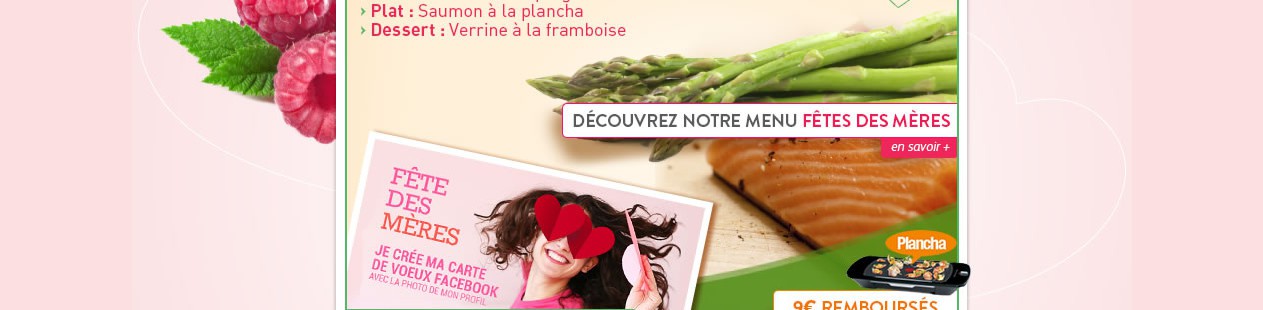 › Plat : Saumon à la plancha
› Dessert : Verrine à la framboise
DÉCOUVREZ NOTRE MENU FÊTES DES MÈRES
en savoir +
FÊTE
DES
MÈRES
JE CRÉE MA CARTE
DE VOEUX FACEBOOK
AVEC LA PHOTO DE MON PROFIL
Plancha
9€ REMBOURSÉS